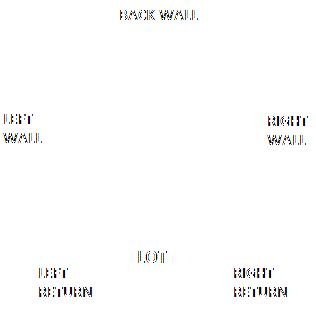 BACK WALL
LEFT
WALL
RIGHT
WALL
LOT
LEFT
RETURN
RIGHT
RETURN